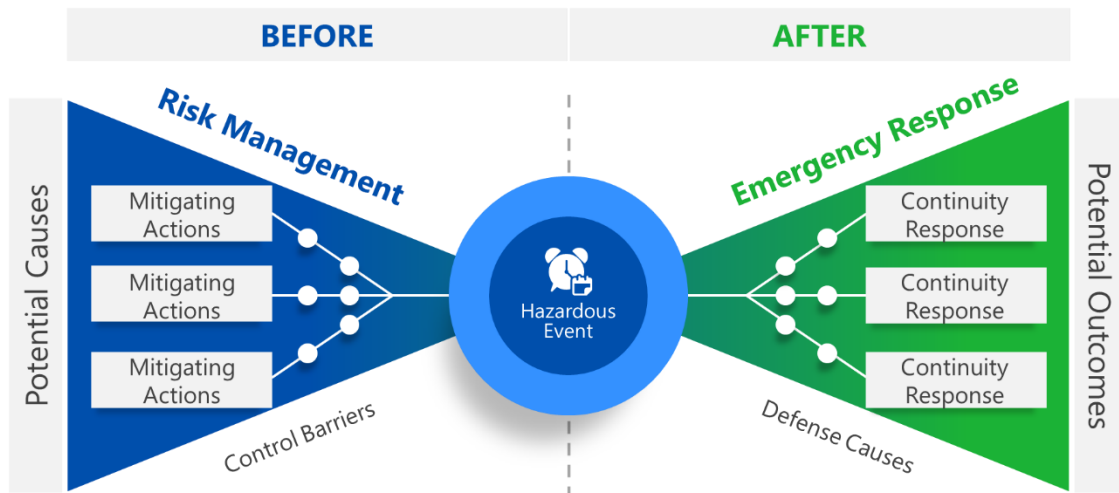 BEFORE
AFTER
Potential Causes
Risk Management
Mitigating
Actions
Mitigating
Actions
Mitigating
Actions
Control Barriers
Hazardous
Event
Emergency Response
Continuity
Response
Continuity
Response
Continuity
Response
Defense Causes
Potential Outcomes